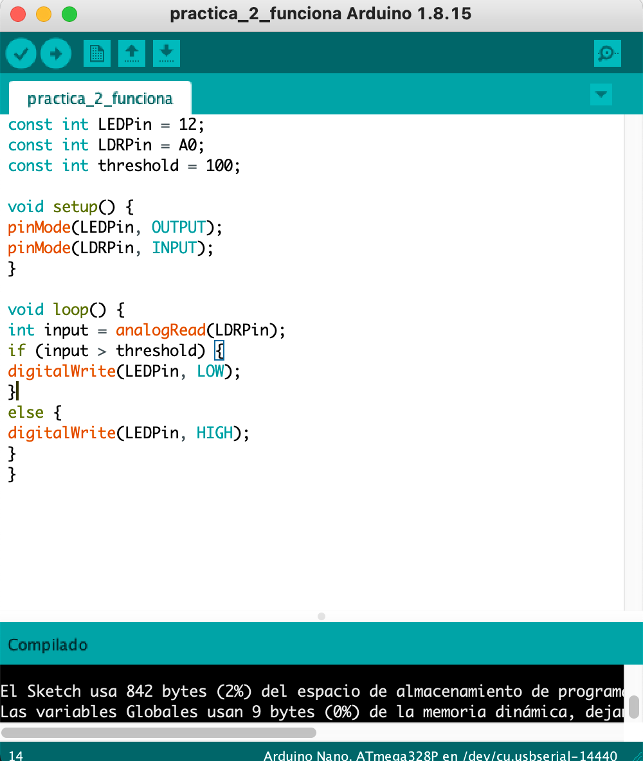 practica_2_funciona Arduino 1.8.15
practica_2_funciona
const int LEDPin = 12;
const int LDRPin = A0;
const int threshold = 100;
void setup() {
pinMode(LEDPin, OUTPUT);
pinMode(LDRPin, INPUT);
}
void loop() {
int input = analogRead(LDRPin);
if (input > threshold) {
digitalWrite(LEDPin, LOW);
}
else {
digitalWrite(LEDPin, HIGH);
}
}
Compilado
El Sketch usa 842 bytes (2%) del espacio de almacenamiento de program
Las variables Globales usan 9 bytes (0%) de la memoria dinámica, dejan
14 Arduino Nano, ATmega328P en /dev/cu.usbserial-14440